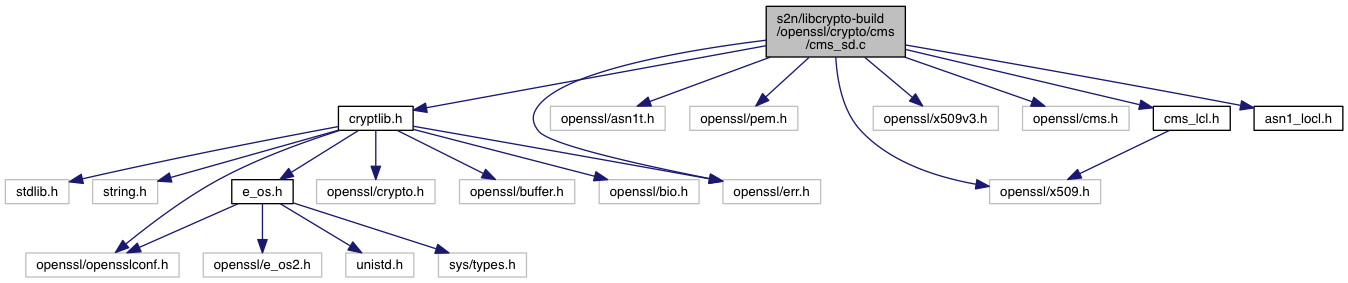 s2n/libcrypto-build
/openssl/crypto/cms
/cms_sd.c
cryptlib.h
openssl/asn1t.h
openssl/pem.h
openssl/x509v3.h
openssl/cms.h
cms_lcl.h
asn1_locl.h
stdlib.h
string.h
e_os.h
openssl/crypto.h
openssl/buffer.h
openssl/bio.h
openssl/err.h
openssl/x509.h
openssl/opensslconf.h
openssl/e_os2.h
unistd.h
sys/types.h